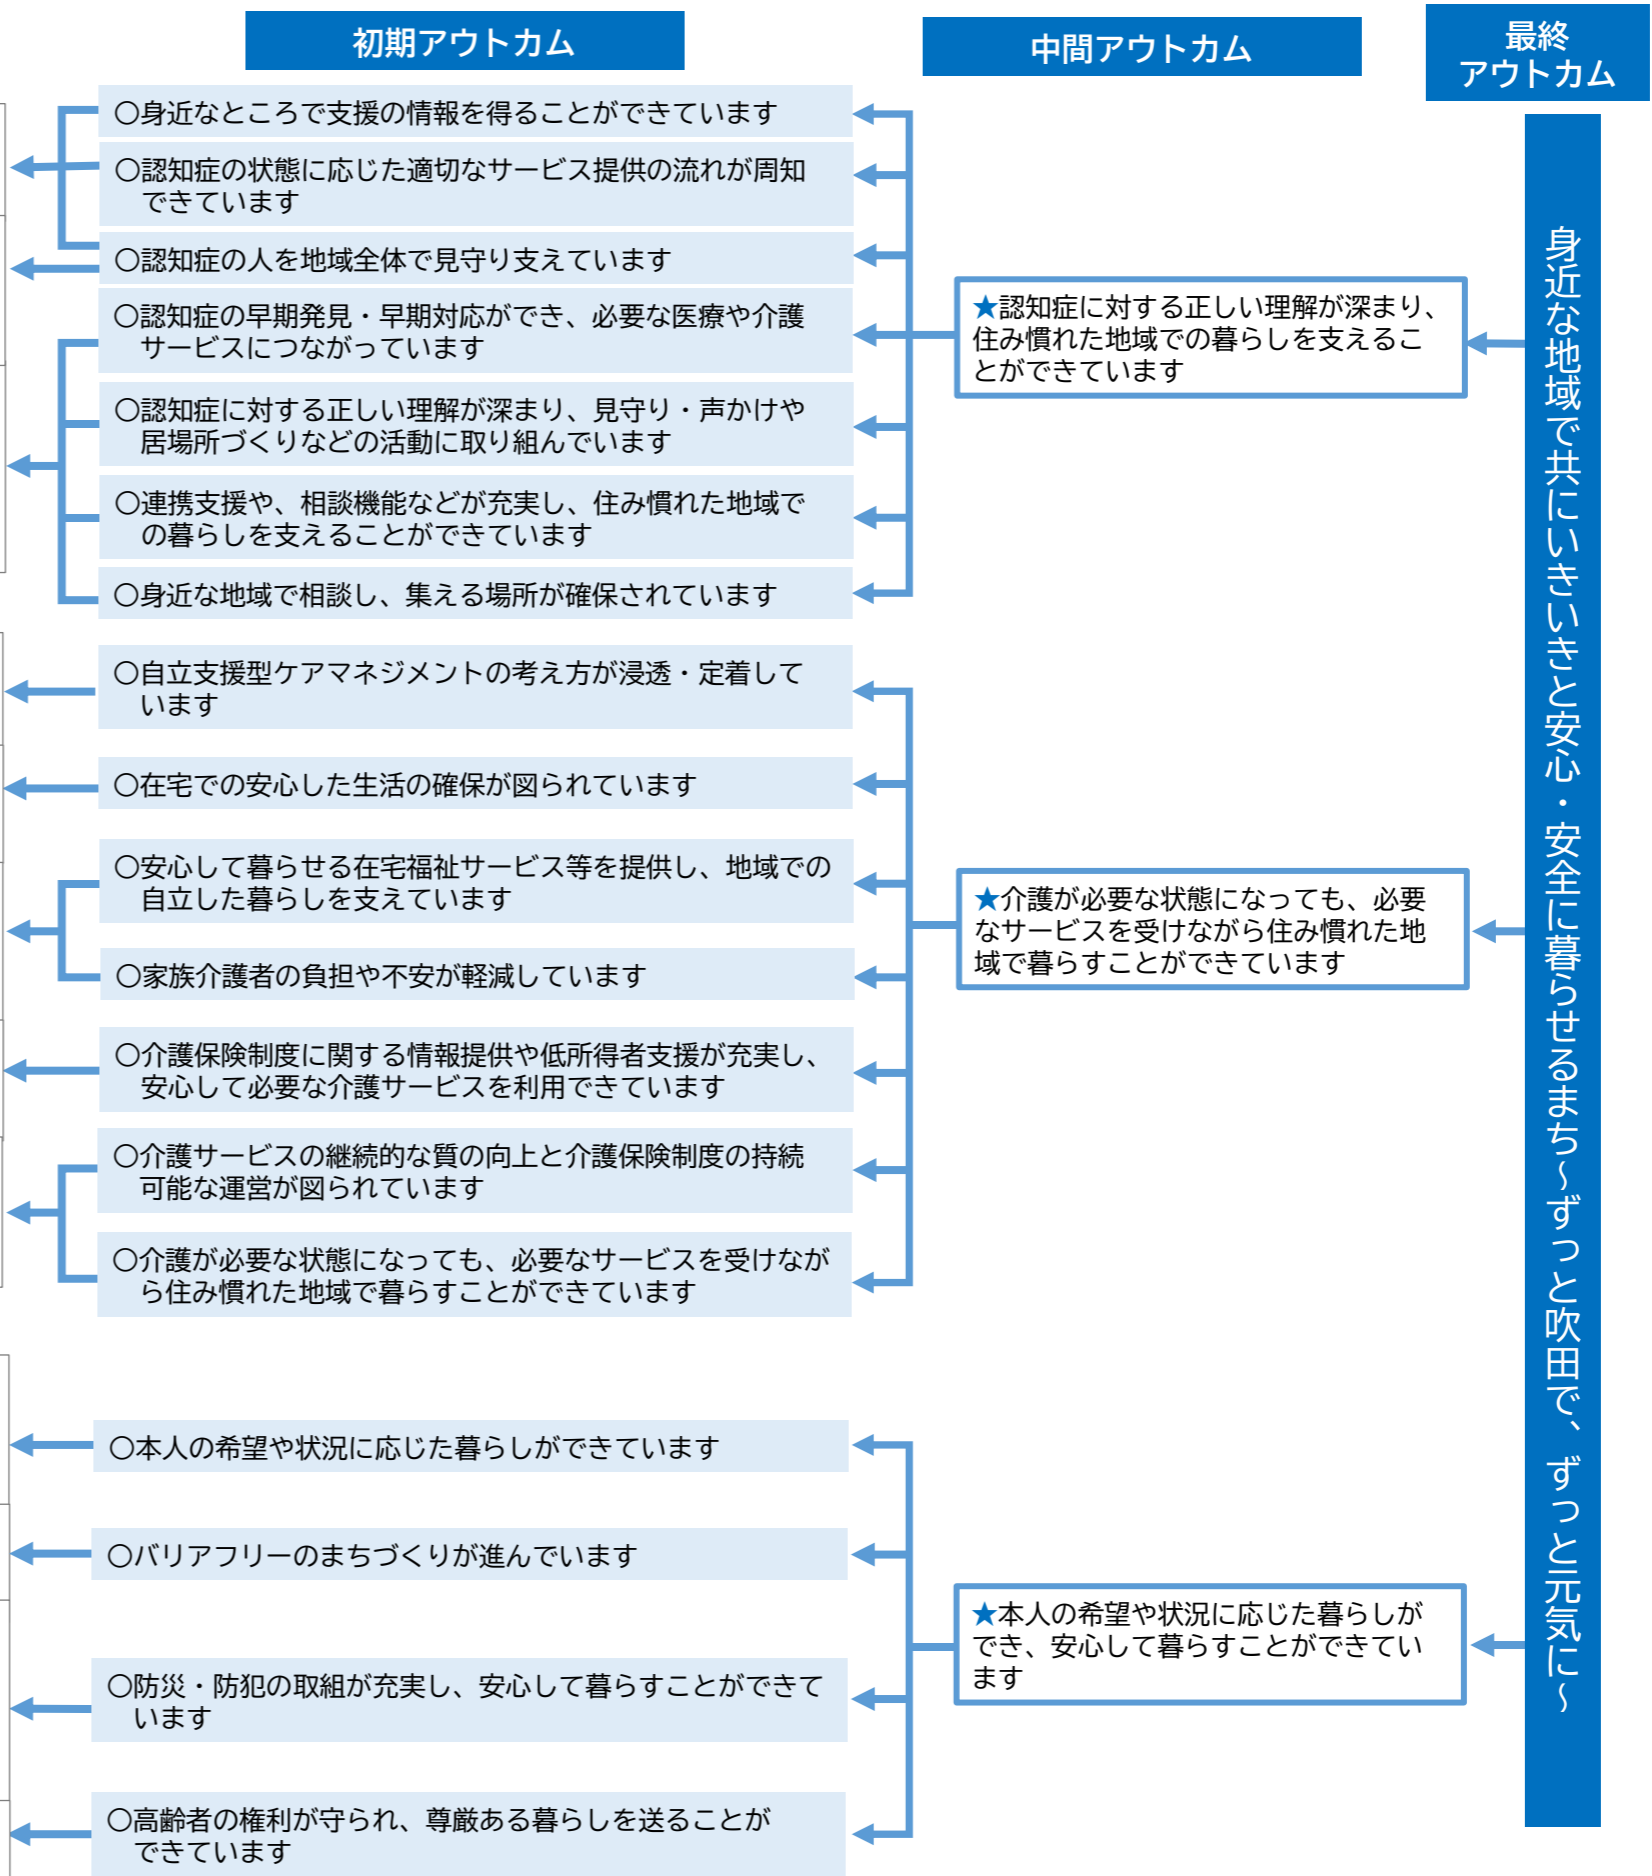 初期アウトカム
中間アウトカム
最終
アウトカム
〇身近なところで支援の情報を得ることができています
〇認知症の状態に応じた適切なサービス提供の流れが周知
できています
〇認知症の人を地域全体で見守り支えています
〇認知症の早期発見・早期対応ができ、必要な医療や介護
サービスにつながっています
〇認知症に対する正しい理解が深まり、見守り・声かけや
居場所づくりなどの活動に取り組んでいます
〇連携支援や、相談機能などが充実し、住み慣れた地域で
の暮らしを支えることができています
〇身近な地域で相談し、集える場所が確保されています
★認知症に対する正しい理解が深まり、
住み慣れた地域での暮らしを支えるこ
とができています
〇自立支援型ケアマネジメントの考え方が浸透・定着して
います
〇在宅での安心した生活の確保が図られています
〇安心して暮らせる在宅福祉サービス等を提供し、地域での
自立した暮らしを支えています
〇家族介護者の負担や不安が軽減しています
〇介護保険制度に関する情報提供や低所得者支援が充実し、
安心して必要な介護サービスを利用できています
〇介護サービスの継続的な質の向上と介護保険制度の持続
可能な運営が図られています
〇介護が必要な状態になっても、必要なサービスを受けなが
ら住み慣れた地域で暮らすことができています
★介護が必要な状態になっても、必要
なサービスを受けながら住み慣れた地
域で暮らすことができています
〇本人の希望や状況に応じた暮らしができています
〇バリアフリーのまちづくりが進んでいます
〇防災・防犯の取組が充実し、安心して暮らすことができて
います
〇高齢者の権利が守られ、尊厳ある暮らしを送ることが
できています
★本人の希望や状況に応じた暮らしが
でき、安心して暮らすことができてい
ます
身近な地域で共にいきいきと安心・安全に暮らせるまち～ずっと吹田で、ずっと元気に～